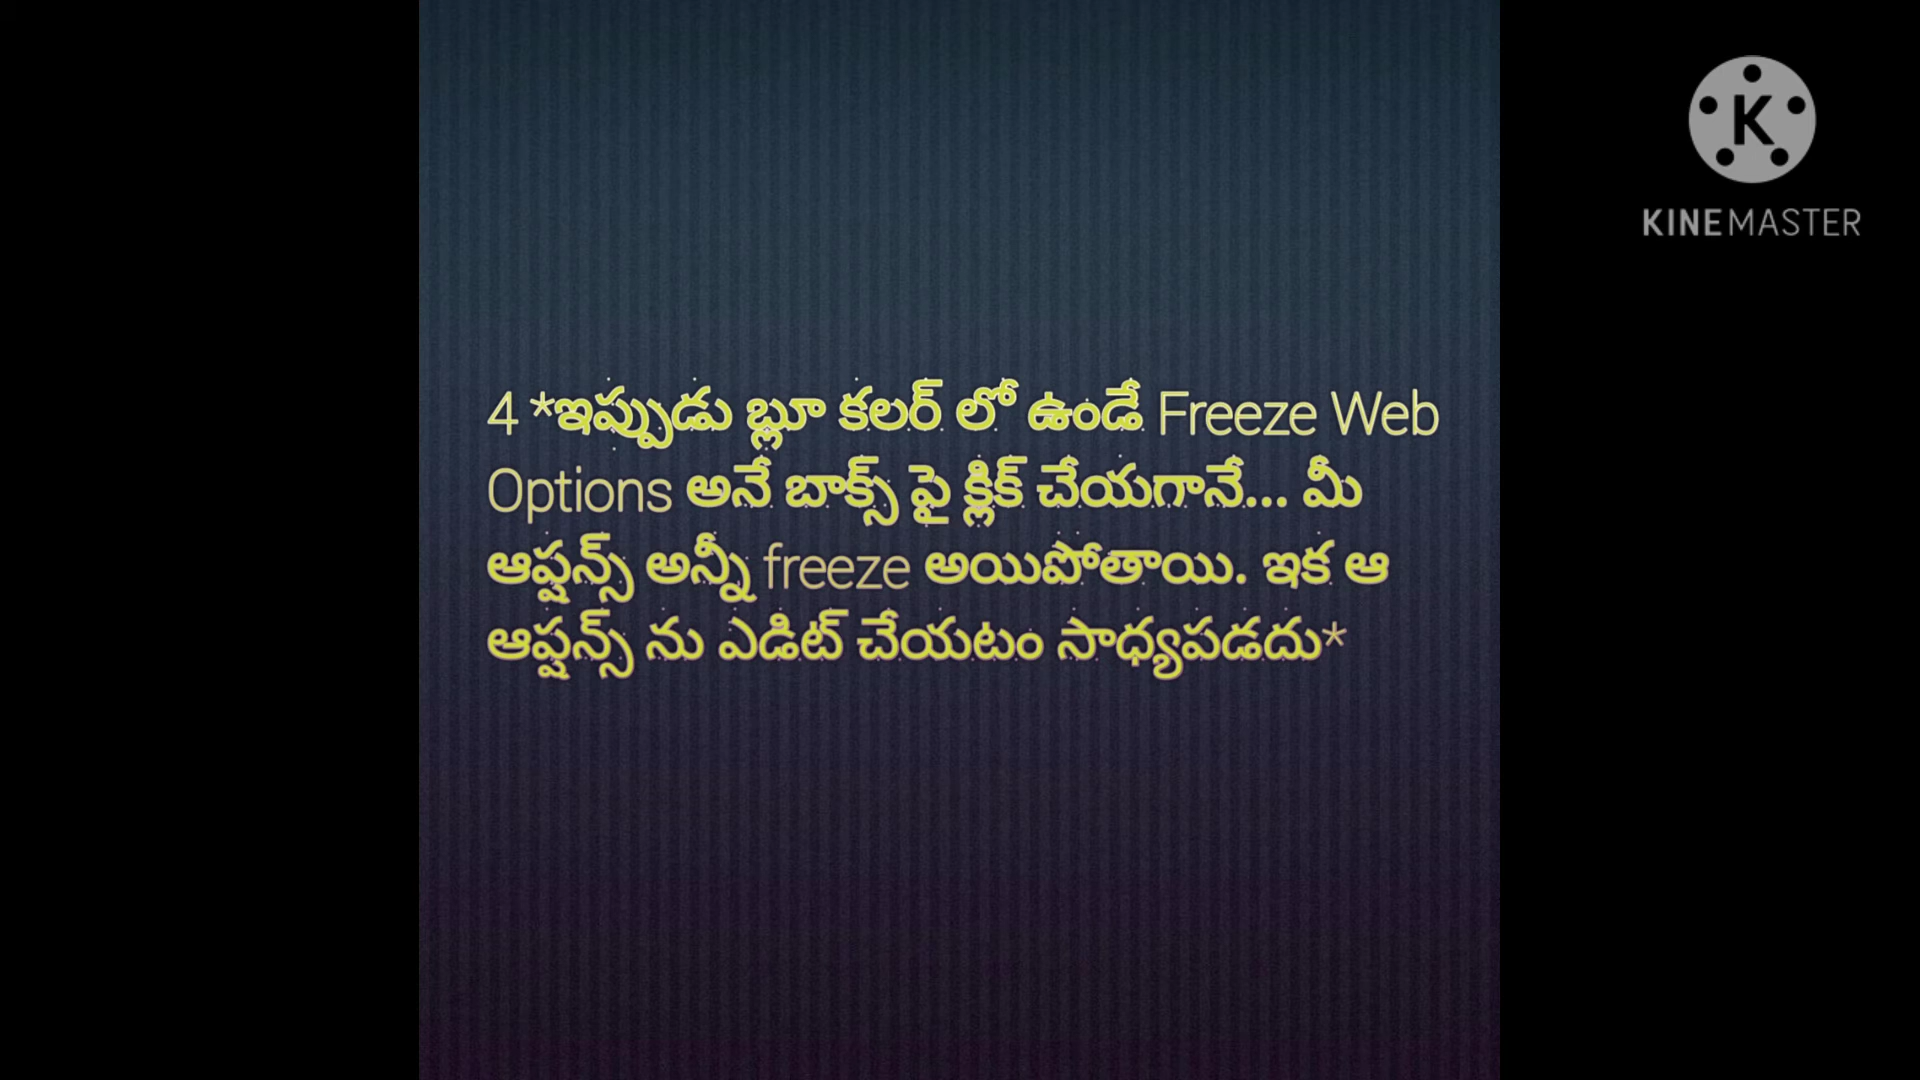 K
KINEMASTER
4 *ఇప్పుడు బ్లూ కలర్ లో ఉండే Freeze Web
Options అనే బాక్స్ ఫై క్లిక్ చేయగానే... మీ
ఆప్షన్స్ అన్నీ freeze అయిపోతాయి. ఇక ఆ
ఆప్షన్స్ ను ఎడిట్ చేయటం సాధ్యపడదు*